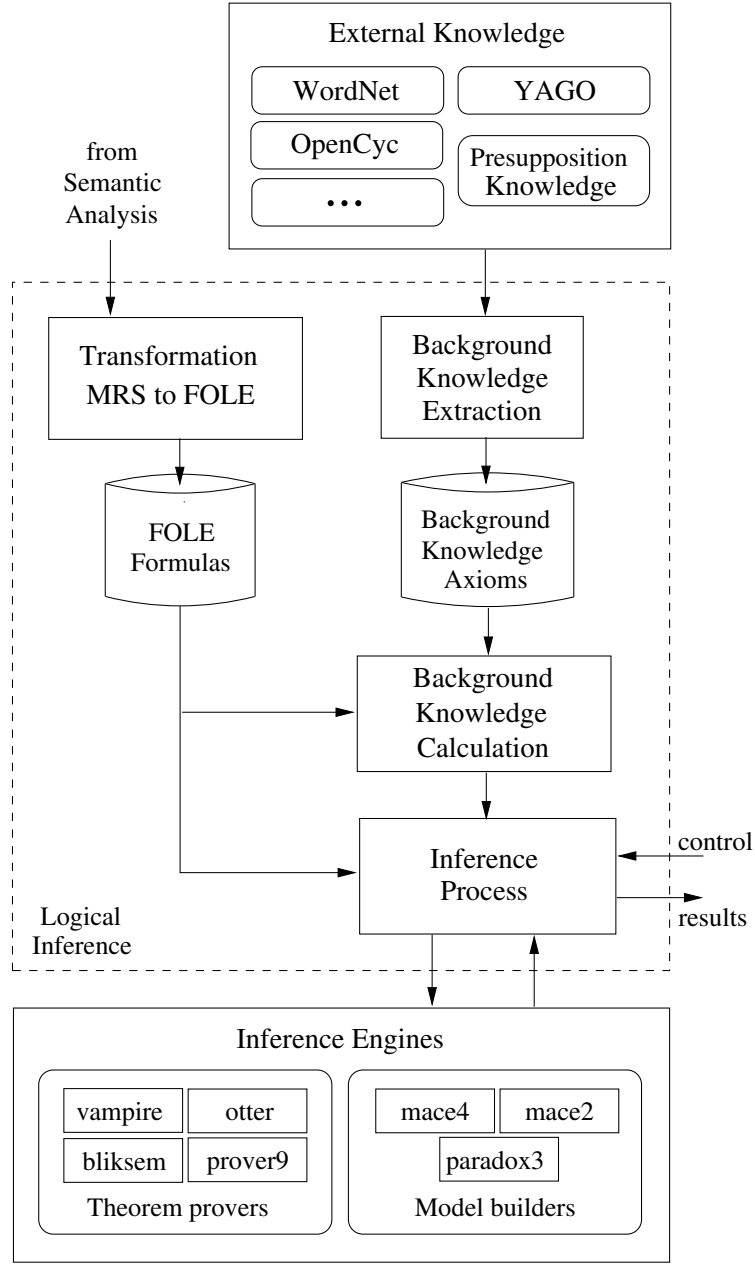 External Knowledge
WordNet
YAGO
OpenCyc
Presupposition
Knowledge
...
from
Semantic
Analysis
Transformation
MRS to FOLE
Background
Knowledge
Extraction
FOLE
Formulas
Background
Knowledge
Axioms
Background
Knowledge
Calculation
Inference
Process
control
results
Logical
Inference
Inference Engines
vampire
otter
bliksem
prover9
Theorem provers
mace4
mace2
paradox3
Model builders